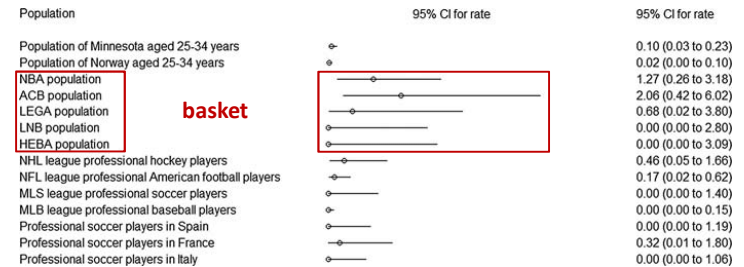 Population 95% CI for rate 95% CI for rate
Population of Minnesota aged 25-34 years 0.10 (0.03 to 0.23)
Population of Norway aged 25-34 years 0.02 (0.00 to 0.10)
NBA population 1.27 (0.26 to 3.18)
ACB population 2.06 (0.42 to 6.02)
LEGA population basket 0.68 (0.02 to 3.80)
LNB population 0.00 (0.00 to 2.80)
HEBA population 0.00 (0.00 to 3.09)
NHL league professional hockey players 0.46 (0.05 to 1.66)
NFL league professional American football players 0.17 (0.02 to 0.62)
MLS league professional soccer players 0.00 (0.00 to 1.40)
MLB league professional baseball players 0.00 (0.00 to 0.15)
Professional soccer players in Spain 0.00 (0.00 to 1.19)
Professional soccer players in France 0.32 (0.01 to 1.80)
Professional soccer players in Italy 0.00 (0.00 to 1.06)